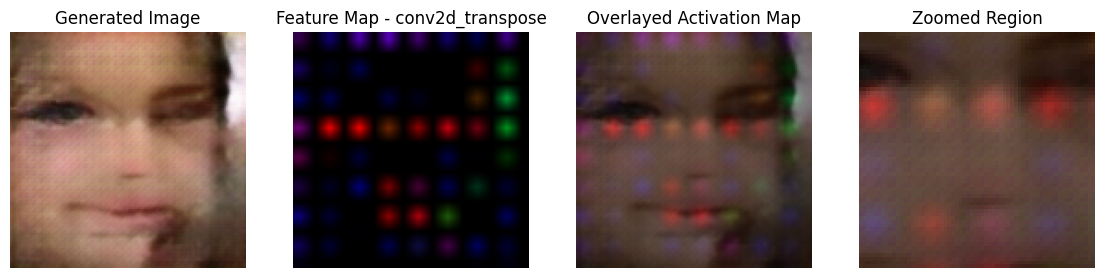 Generated Image
Feature Map - conv2d_transpose
Overlayed Activation Map
Zoomed Region